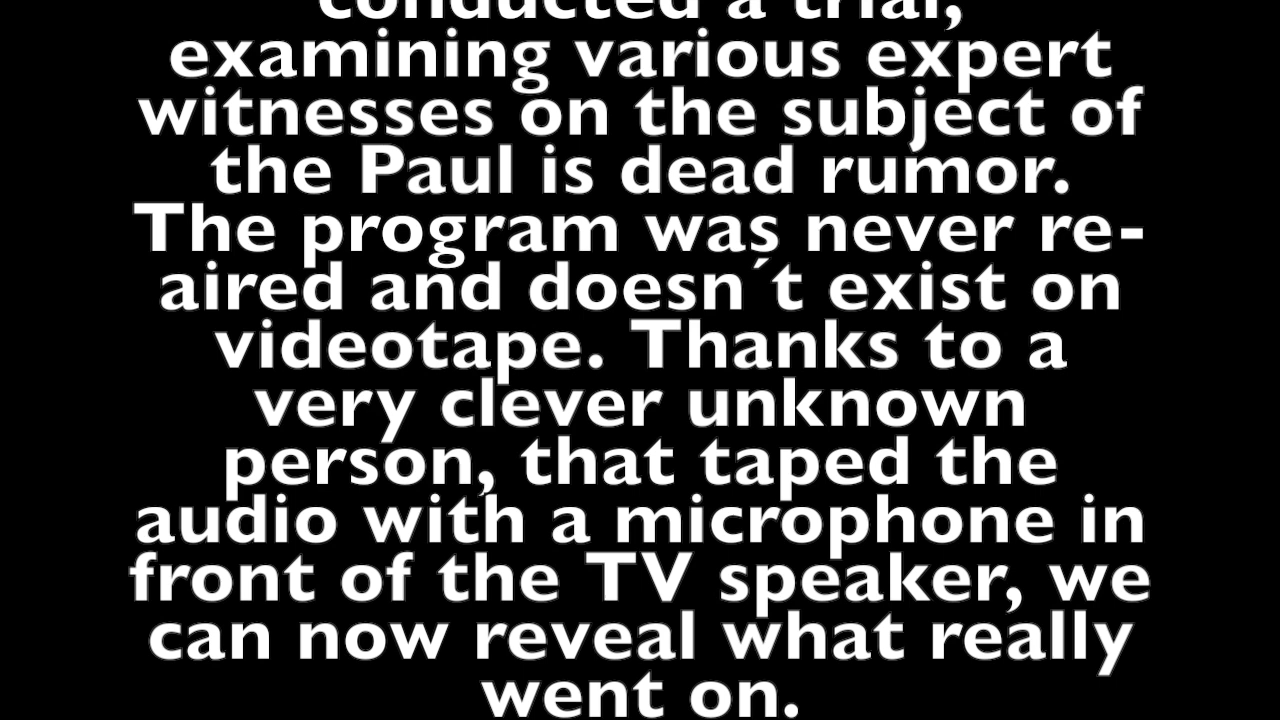 conducted a trial,
examining various expert
witnesses on the subject of
the Paul is dead rumor.
The program was never re-
aired and doesn´t exist on
videotape. Thanks to a
very clever unknown
person, that taped the
audio with a microphone in
front of the TV speaker, we
can now reveal what really
went on.